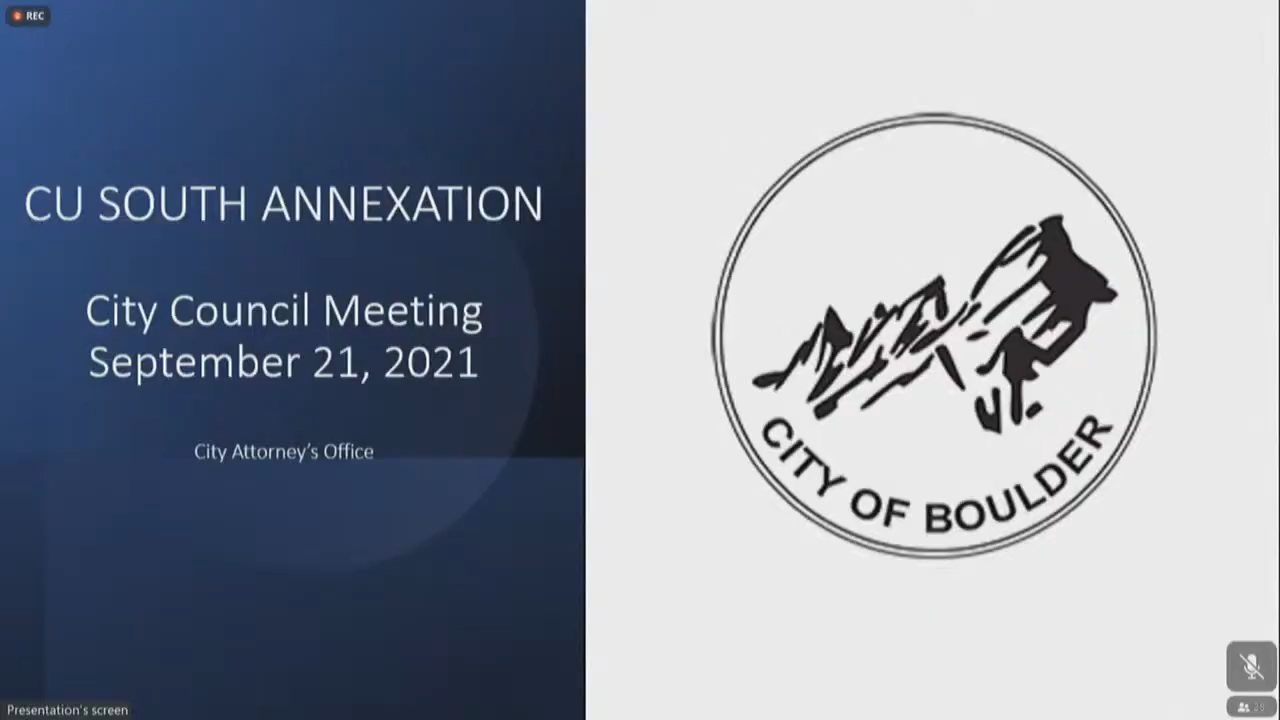 REC
CU SOUTH ANNEXATION
City Council Meeting
September 21, 2021
City Attorney's Office
CITY OF BOULDER
Presentation's screen